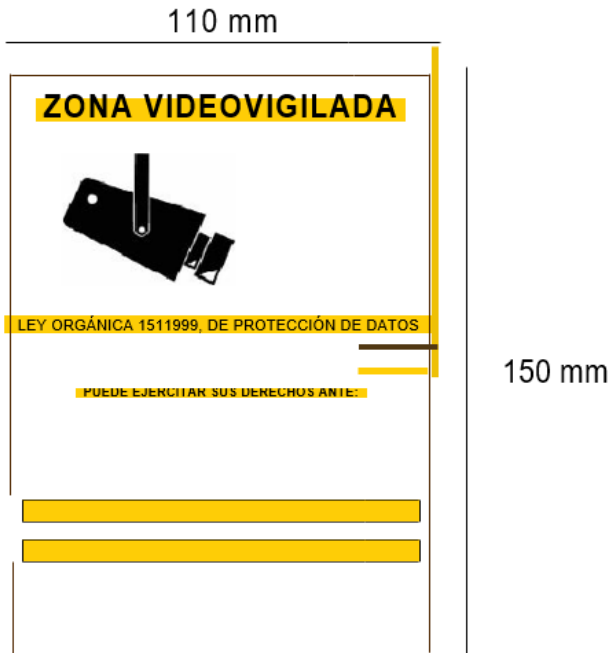 110 mm
ZONA VIDEOVIGILADA
LEY ORGÁNICA 1511999, DE PROTECCIÓN DE DATOS
150 mm
PUEDE EJERCITAR SUS DERECHOS ANTE: